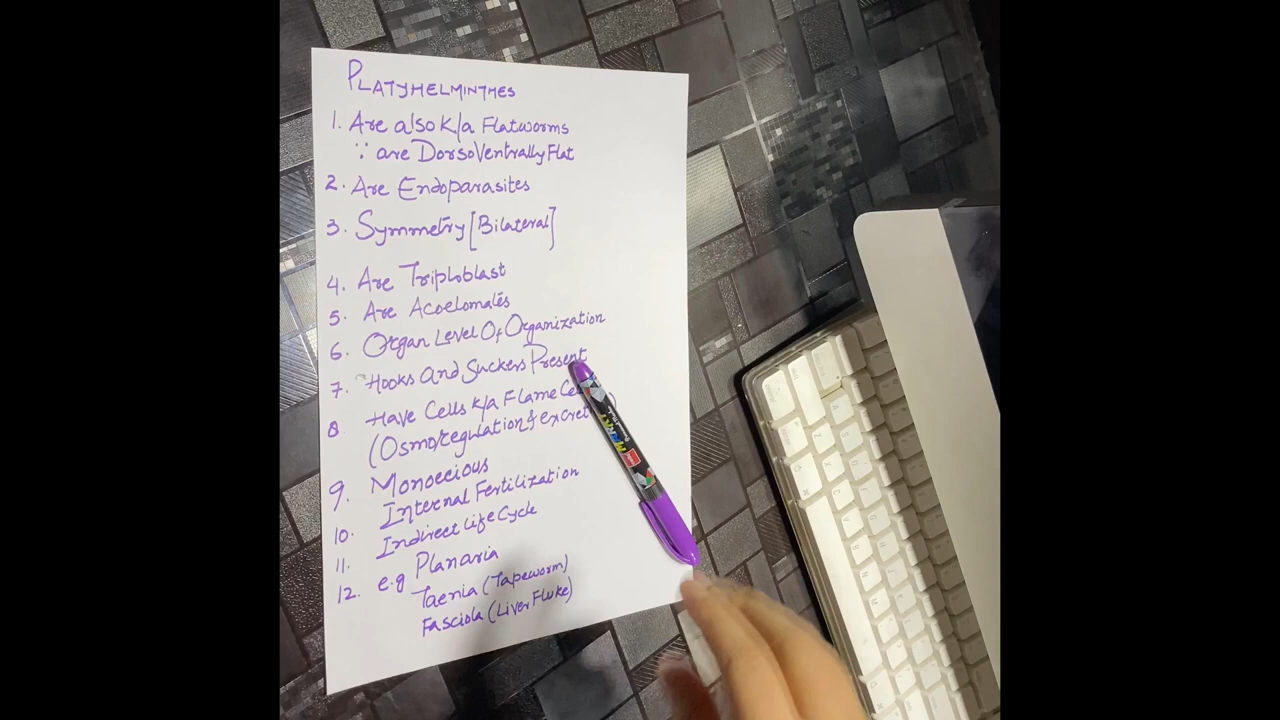 PLATYHELMINTHES
1. Are also K/a Flatworms
∵ are DorsoVentrally Flat
2. Are Endoparasites
3. Symmetry [Bilateral]
4. Are Triploblast
5. Are Acoelomates
6. Organ Level Of Organization
7. Hooks And Suckers Present
8 Have Cells K/a Flame
(Osmoregulation &
9. Monoecious
10. Internal Fertilization
11. Indirect Life Cycle
12. e.g Planaria
Taenia (Tapeworm)
Fasciola (Liver Fluke)